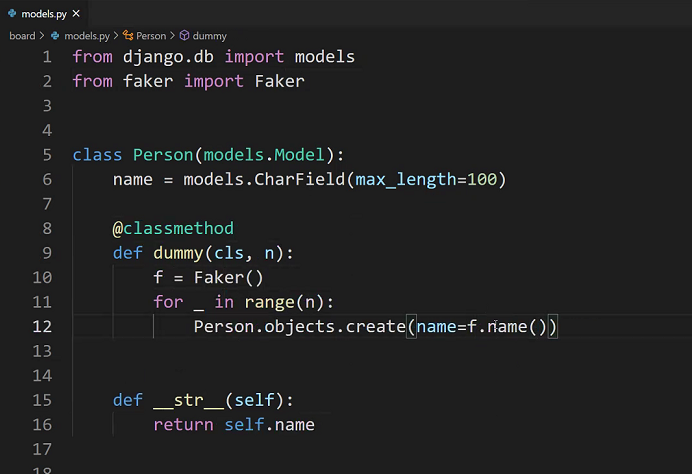 models.py ×
board > models.py > Person > dummy
1 from django.db import models
2 from faker import Faker
3
4
5 class Person(models.Model):
6     name = models.CharField(max_length=100)
7
8     @classmethod
9     def dummy(cls, n):
10         f = Faker()
11         for _ in range(n):
12             Person.objects.create(name=f.name())
13
14
15     def __str__(self):
16         return self.name
17
18